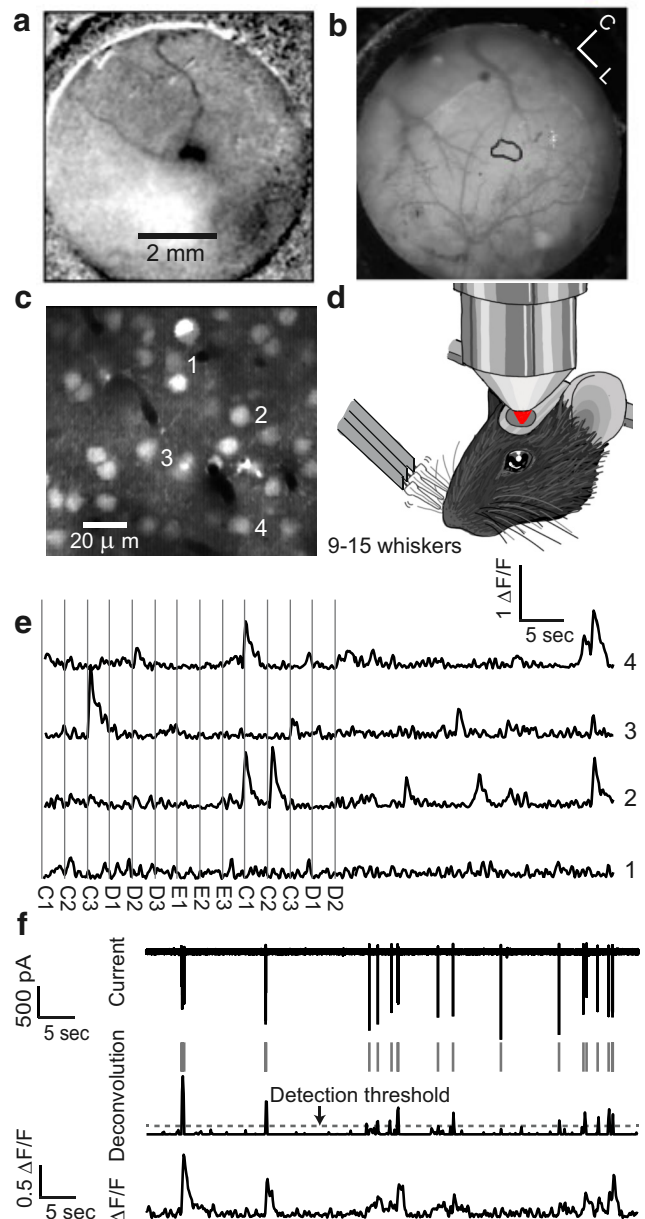 a
b
C
L
2 mm
c
d
1
2
3
4
20 μ m
9-15 whiskers
1 ΔF/F
5 sec
e
4
3
2
1
C1
C2
C3
D1
D2
D3
E1
E2
E3
C1
C2
C3
D1
D2
f
500 pA
5 sec
Current
Deconvolution
Detection threshold
0.5 ΔF/F
5 sec
ΔF/F